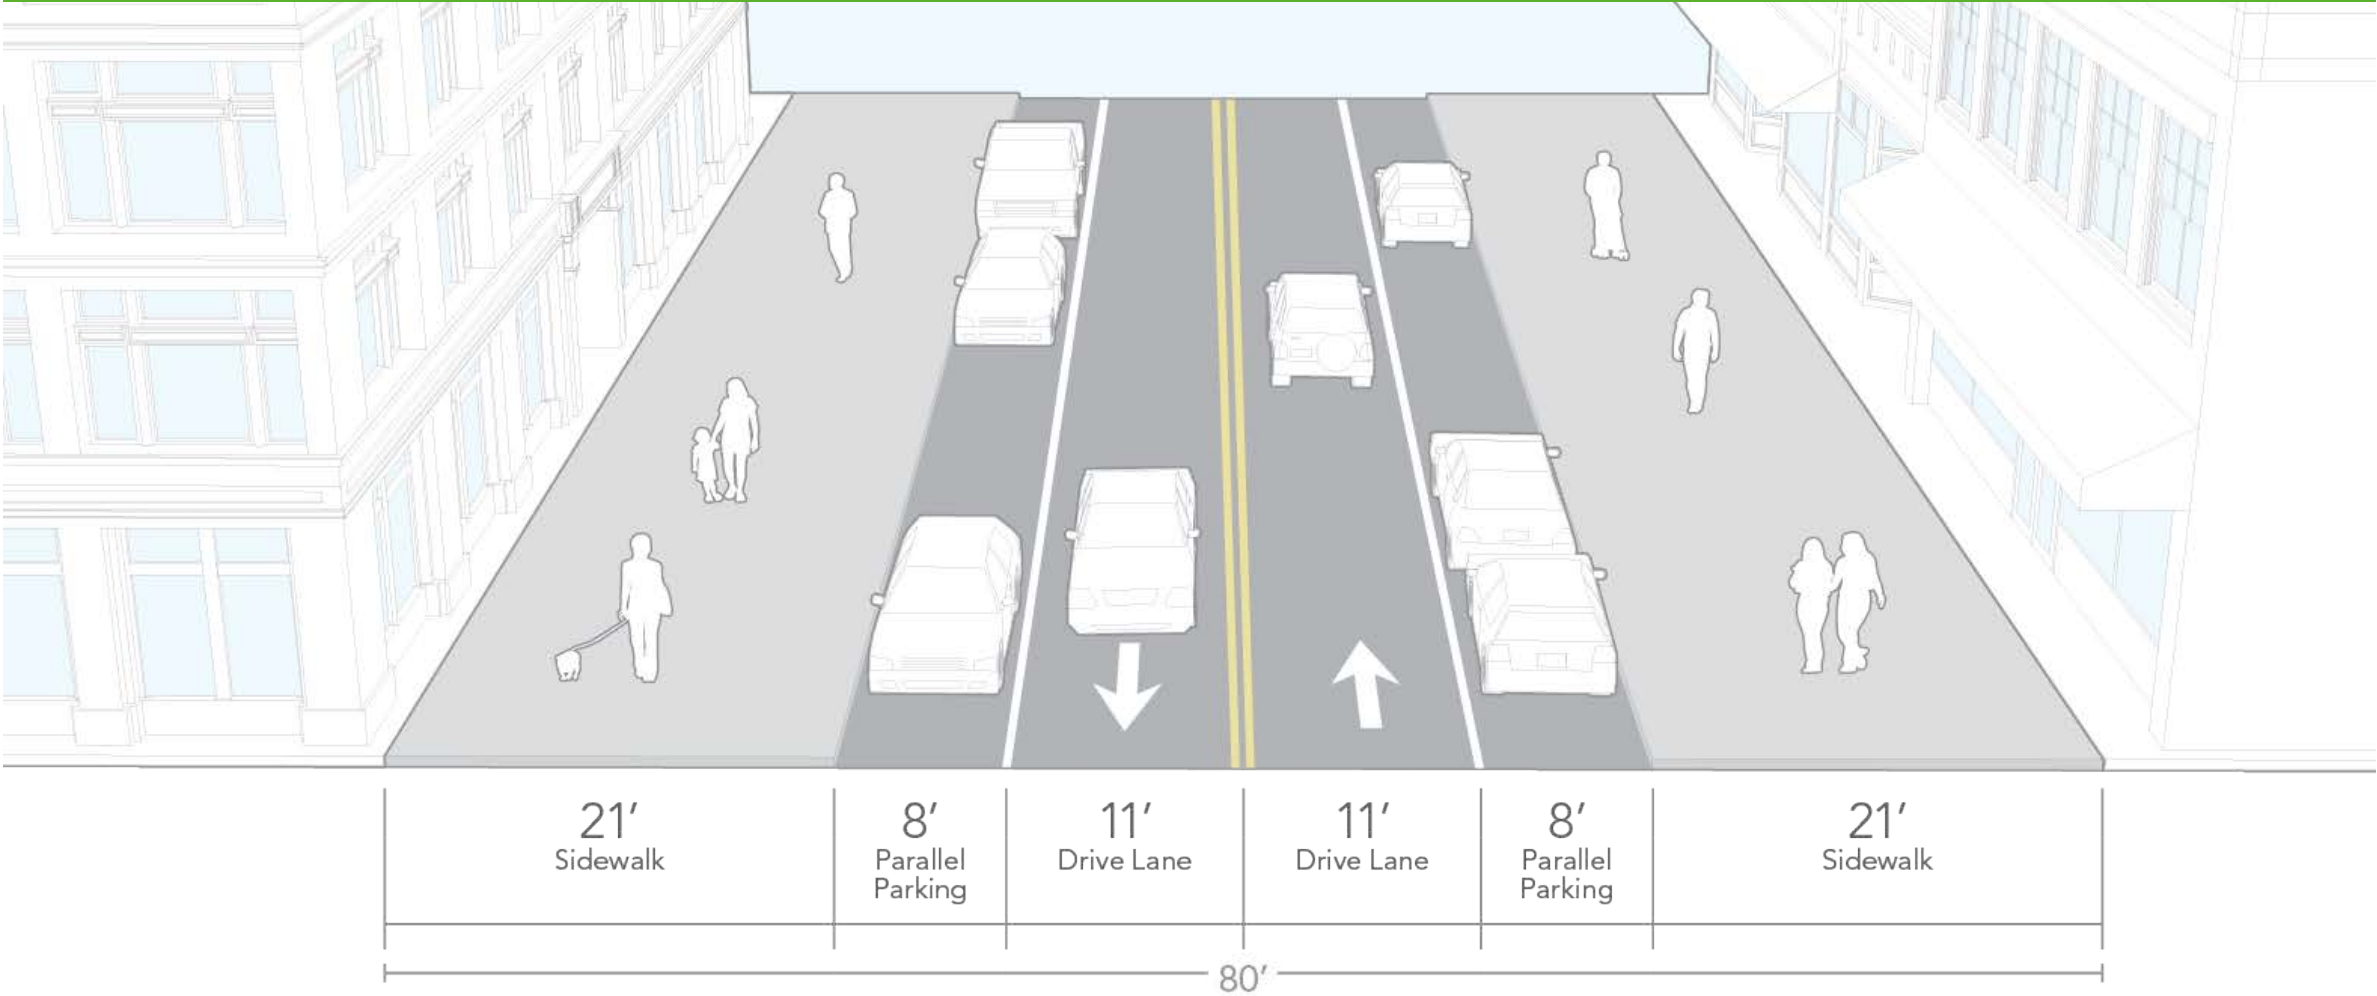 21′
Sidewalk
8′
Parallel
Parking
11′
Drive Lane
11′
Drive Lane
8′
Parallel
Parking
21′
Sidewalk
80′